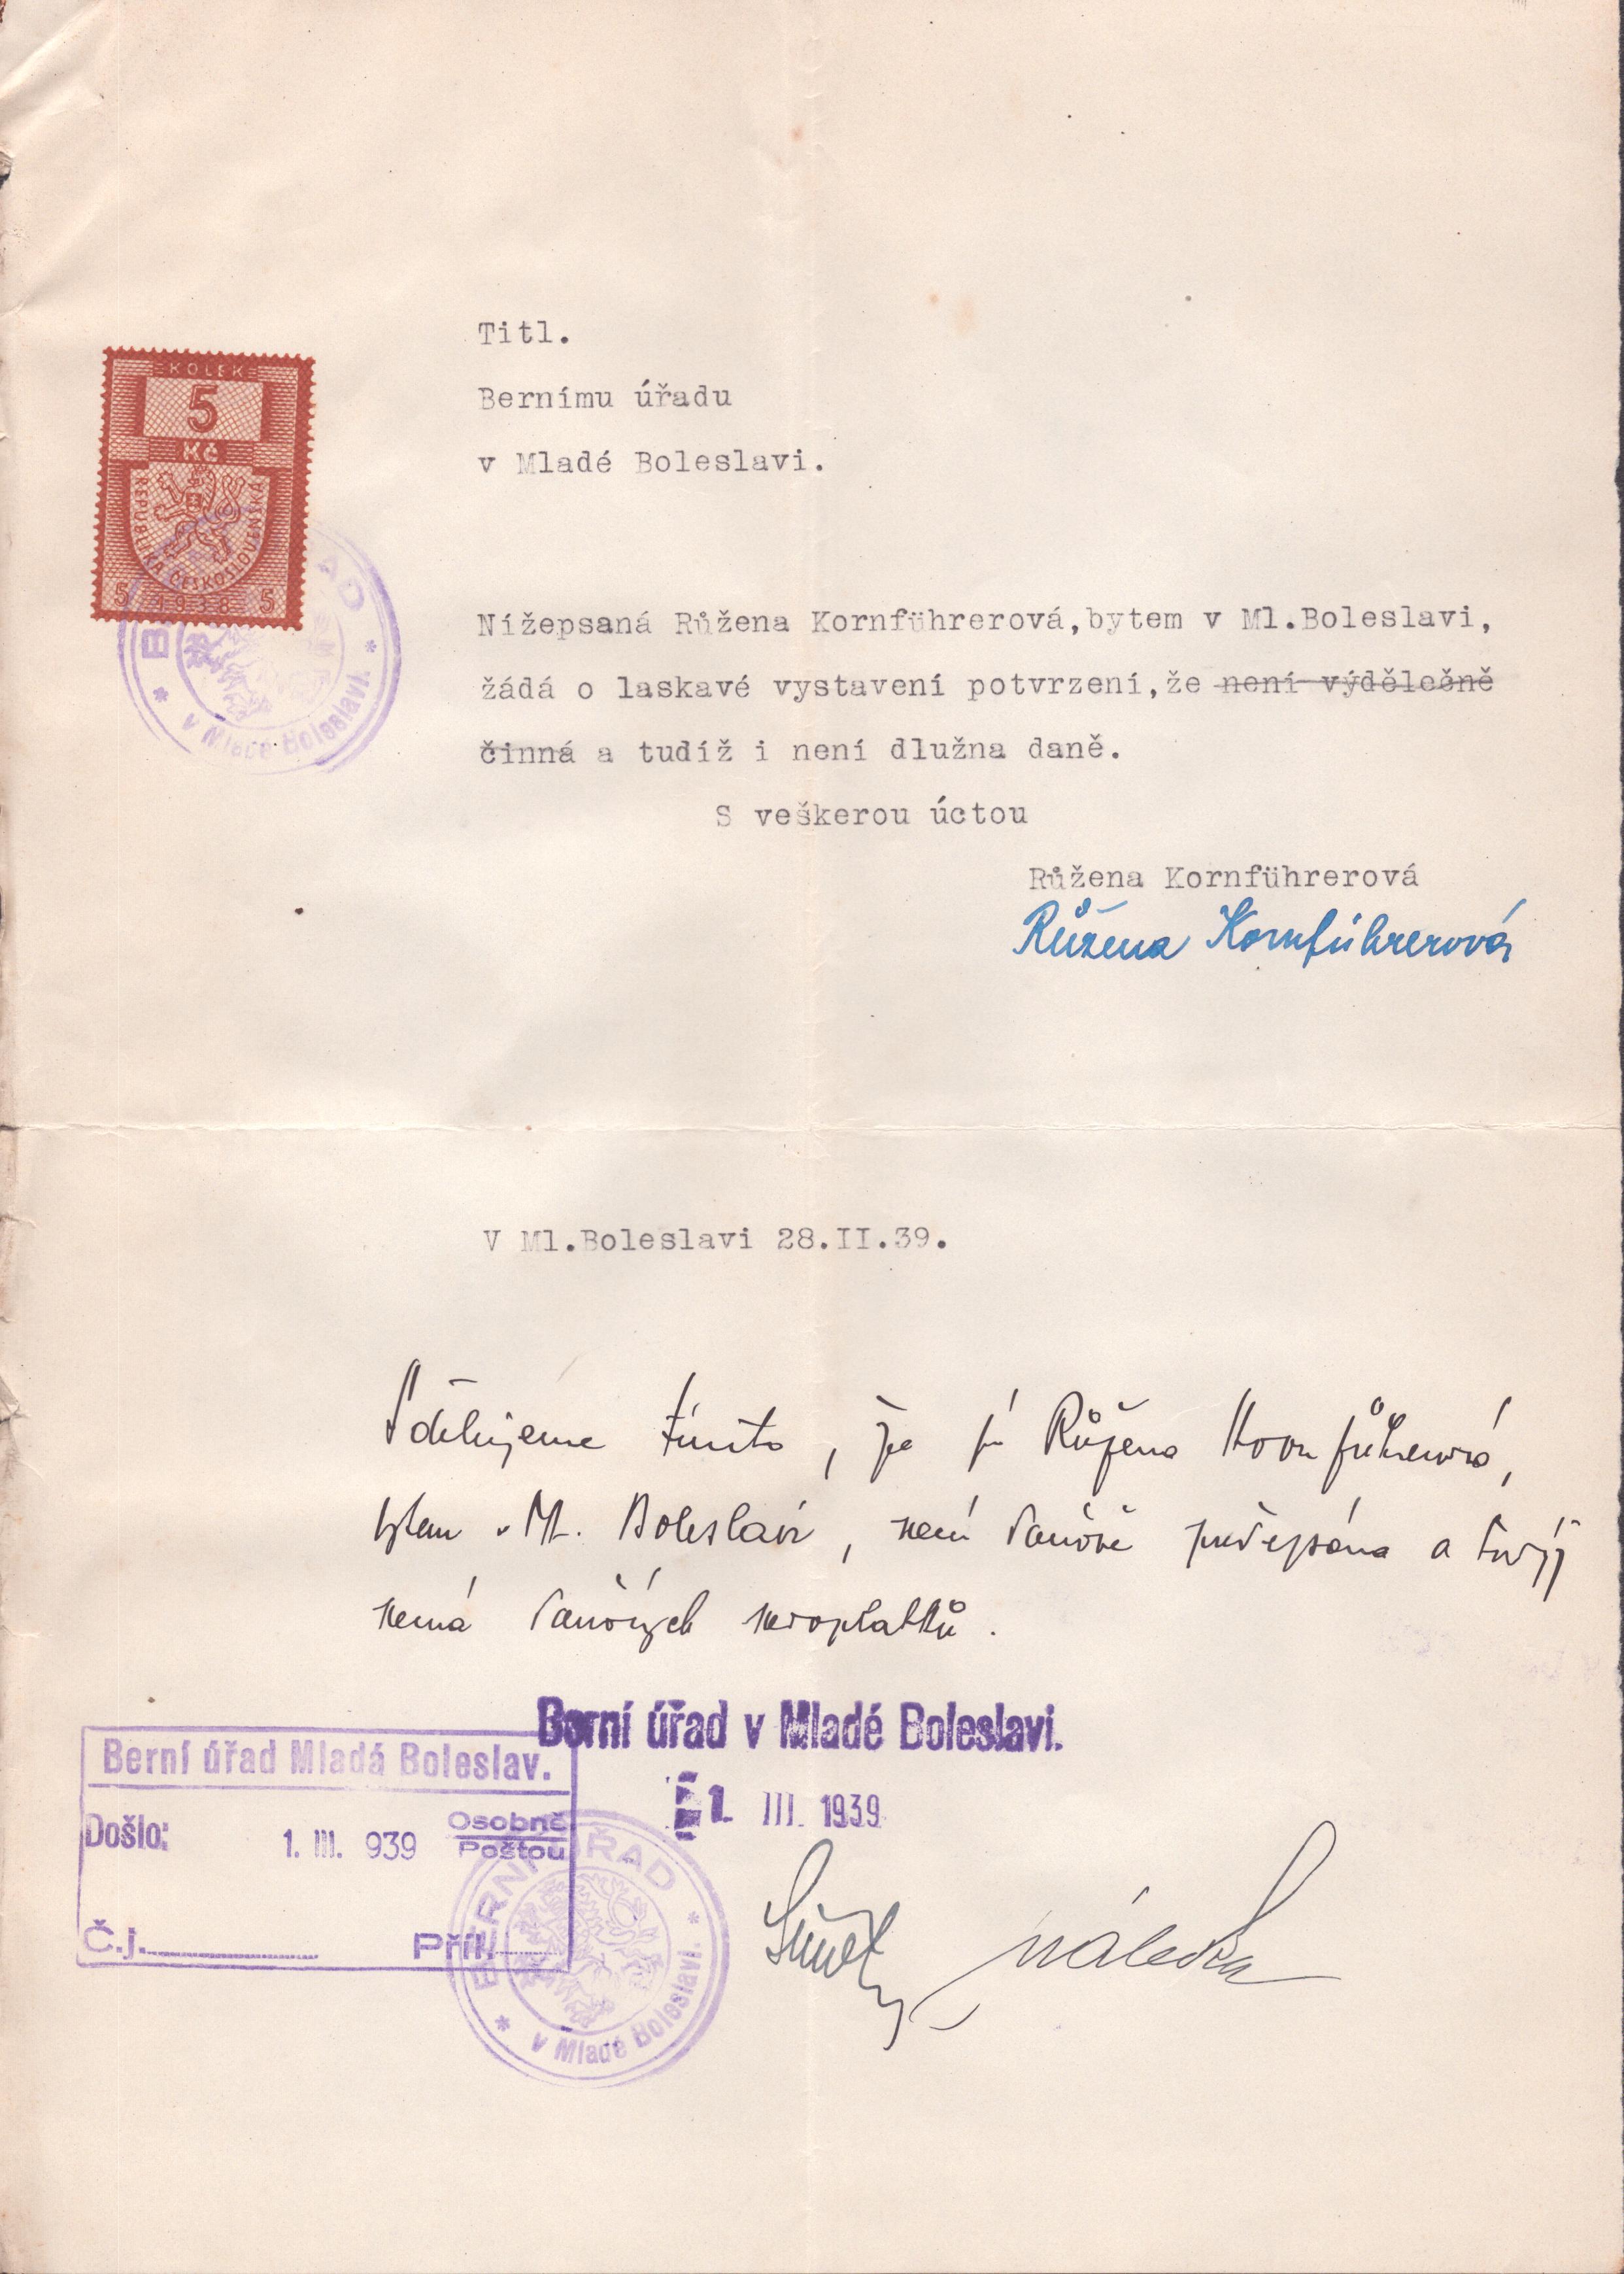 Titl.
Bernímu úřadu
v Mladé Boleslavi.
KOLEK
5
Kč
REPUBLIKA ČESKOSLOVENSKÁ
5 1938 5
v Mladé Boleslavi.
Nížepsaná Růžena Kornführerová,bytem v Ml.Boleslavi,
žádá o laskavé vystavení potvrzení,že není výdělečně
činná a tudíž i není dlužna daně.
S veškerou úctou
Růžena Kornführerová
Růžena Kornführerová
V Ml.Boleslavi 28.II.39.
Sdělujeme tímto, že pí Růžena Kornführerová,
bytem v Ml. Boleslavi, není daňově předepsána a tudíž
nemá daňových nedoplatků.
Berní úřad v Mladé Boleslavi.
1. III. 1939
Berní úřad Mladá Boleslav.
Došlo: 1. III. 939 Osobně
Poštou
Č.j. Příl.
BERNÍ ÚŘAD
v Mladé Boleslavi.